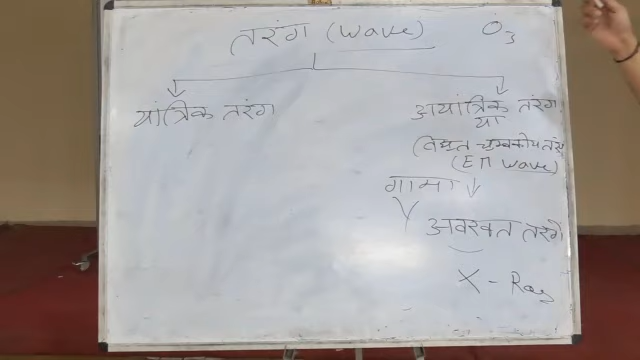 तरंग (wave) O3
यांत्रिक तरंग
अयांत्रिक तरंग
या
विद्युत चुम्बकीय तरंग
(EM wave)
गामा
γ
अवरक्त तरंगे
X - Ray